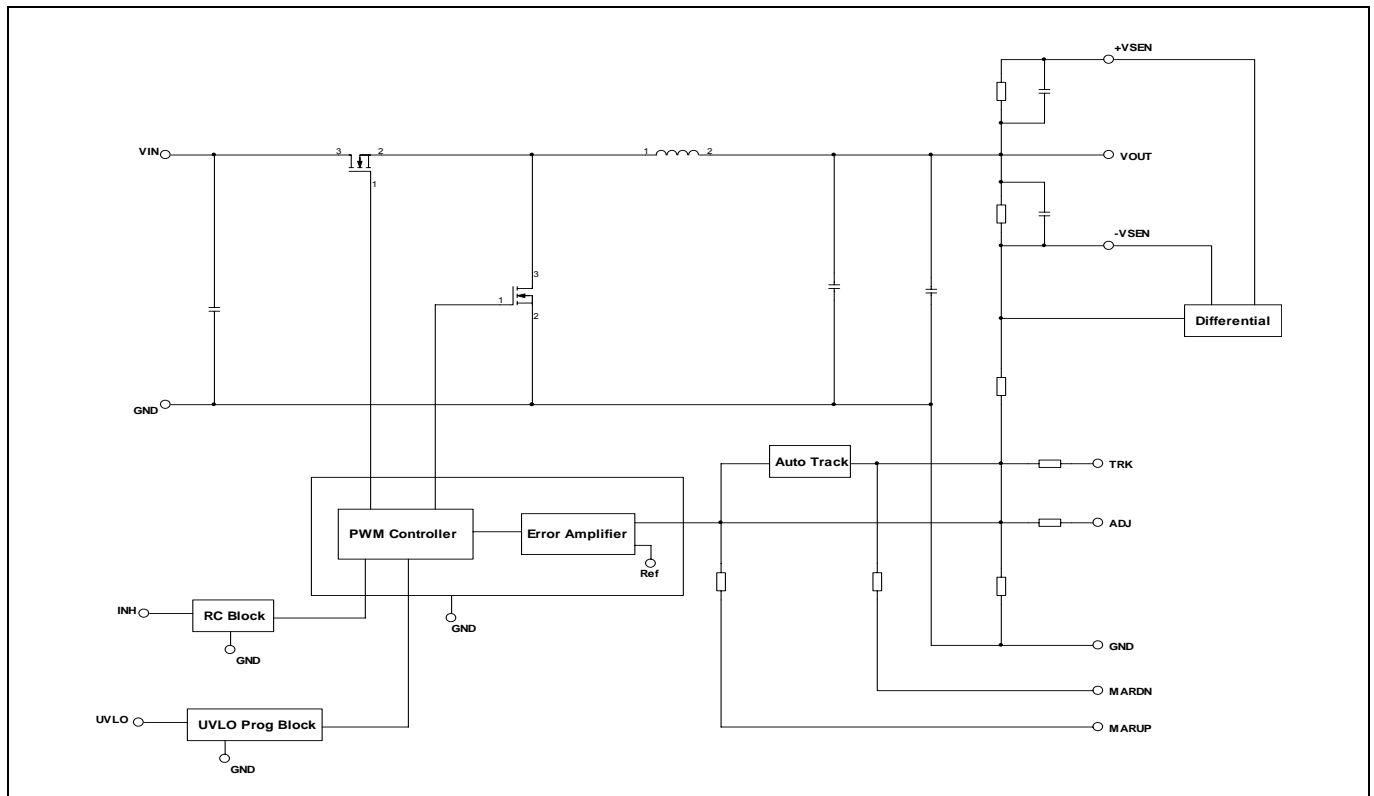 +VSEN
VIN
3
2
1
1
2
VOUT
-VSEN
3
1
2
Differential
GND
Auto Track
TRK
PWM Controller
Error Amplifier
ADJ
Ref
INH
RC Block
GND
GND
GND
MARDN
UVLO
UVLO Prog Block
MARUP
GND